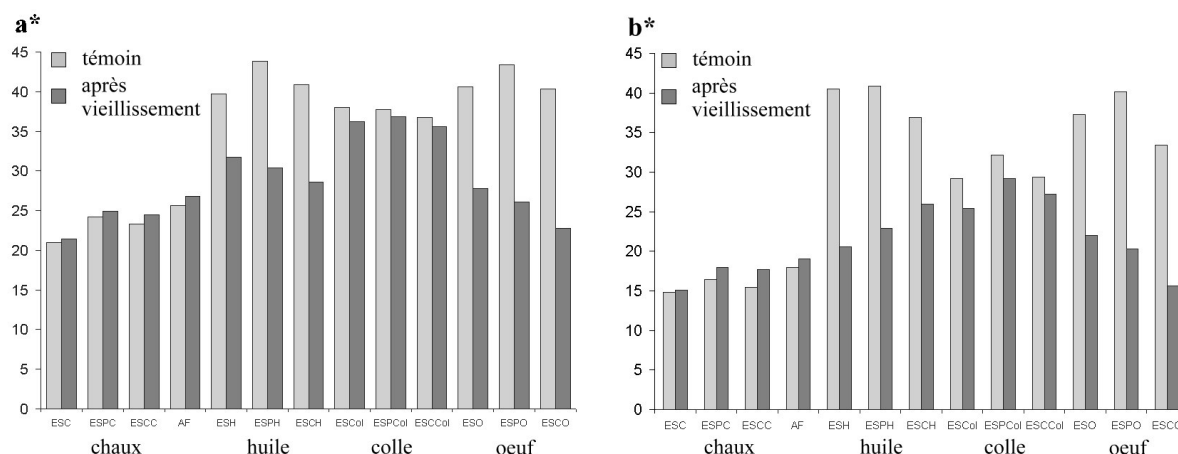 a*
45
40
35
30
25
20
15
10
5
0
témoin
après
vieillissement
ESC ESPC ESCC AF ESH ESPH ESCH ESCol ESPCol ESCCol ESO ESPO ESCO
chaux huile colle oeuf
b*
45
40
35
30
25
20
15
10
5
0
témoin
après
vieillissement
ESC ESPC ESCC AF ESH ESPH ESCH ESCol ESPCol ESCCol ESO ESPO ESCO
chaux huile colle oeuf